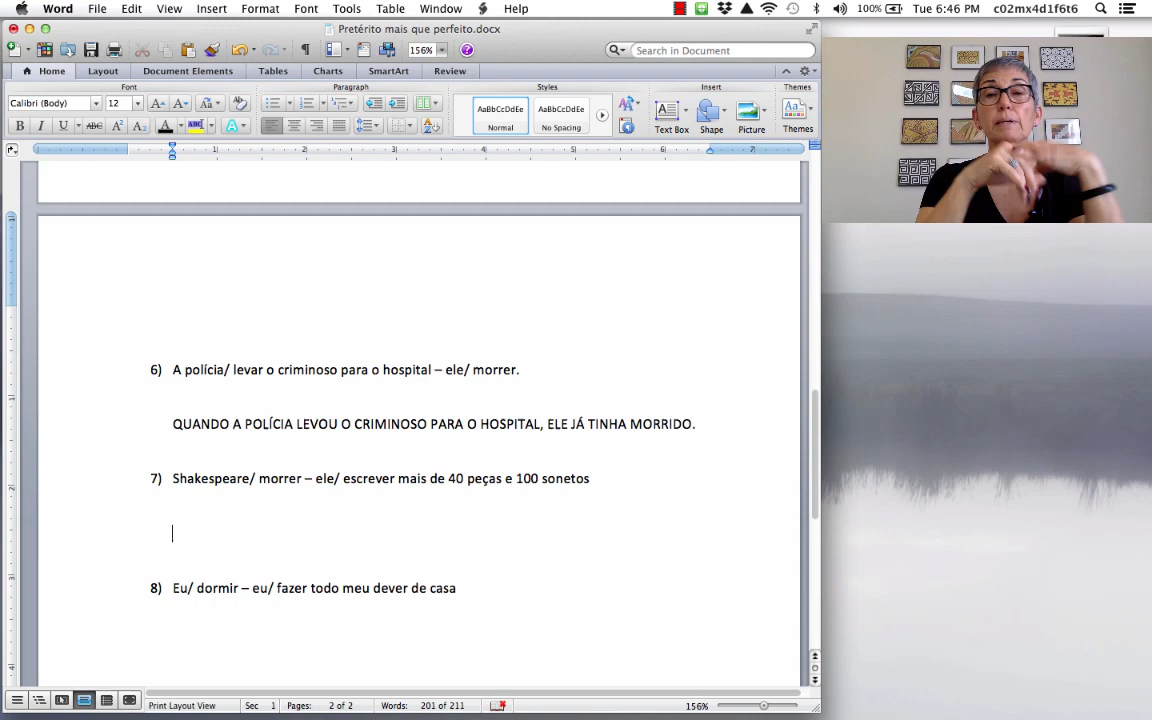 Word File Edit View Insert Format Font Tools Table Window Help 100% Tue 6:46 PM c02mx4d1f6t6
Pretérito mais que perfeito.docx
156% Search in Document
Home Layout Document Elements Tables Charts SmartArt Review
Font Paragraph Styles Insert Themes
Calibri (Body) 12 AaBbCcDdEe AaBbCcDdEe
Normal No Spacing Text Box Shape Picture Themes
6) A polícia/ levar o criminoso para o hospital – ele/ morrer.
QUANDO A POLÍCIA LEVOU O CRIMINOSO PARA O HOSPITAL, ELE JÁ TINHA MORRIDO.
7) Shakespeare/ morrer – ele/ escrever mais de 40 peças e 100 sonetos
8) Eu/ dormir – eu/ fazer todo meu dever de casa
Print Layout View Sec 1 Pages: 2 of 2 Words: 201 of 211 156%